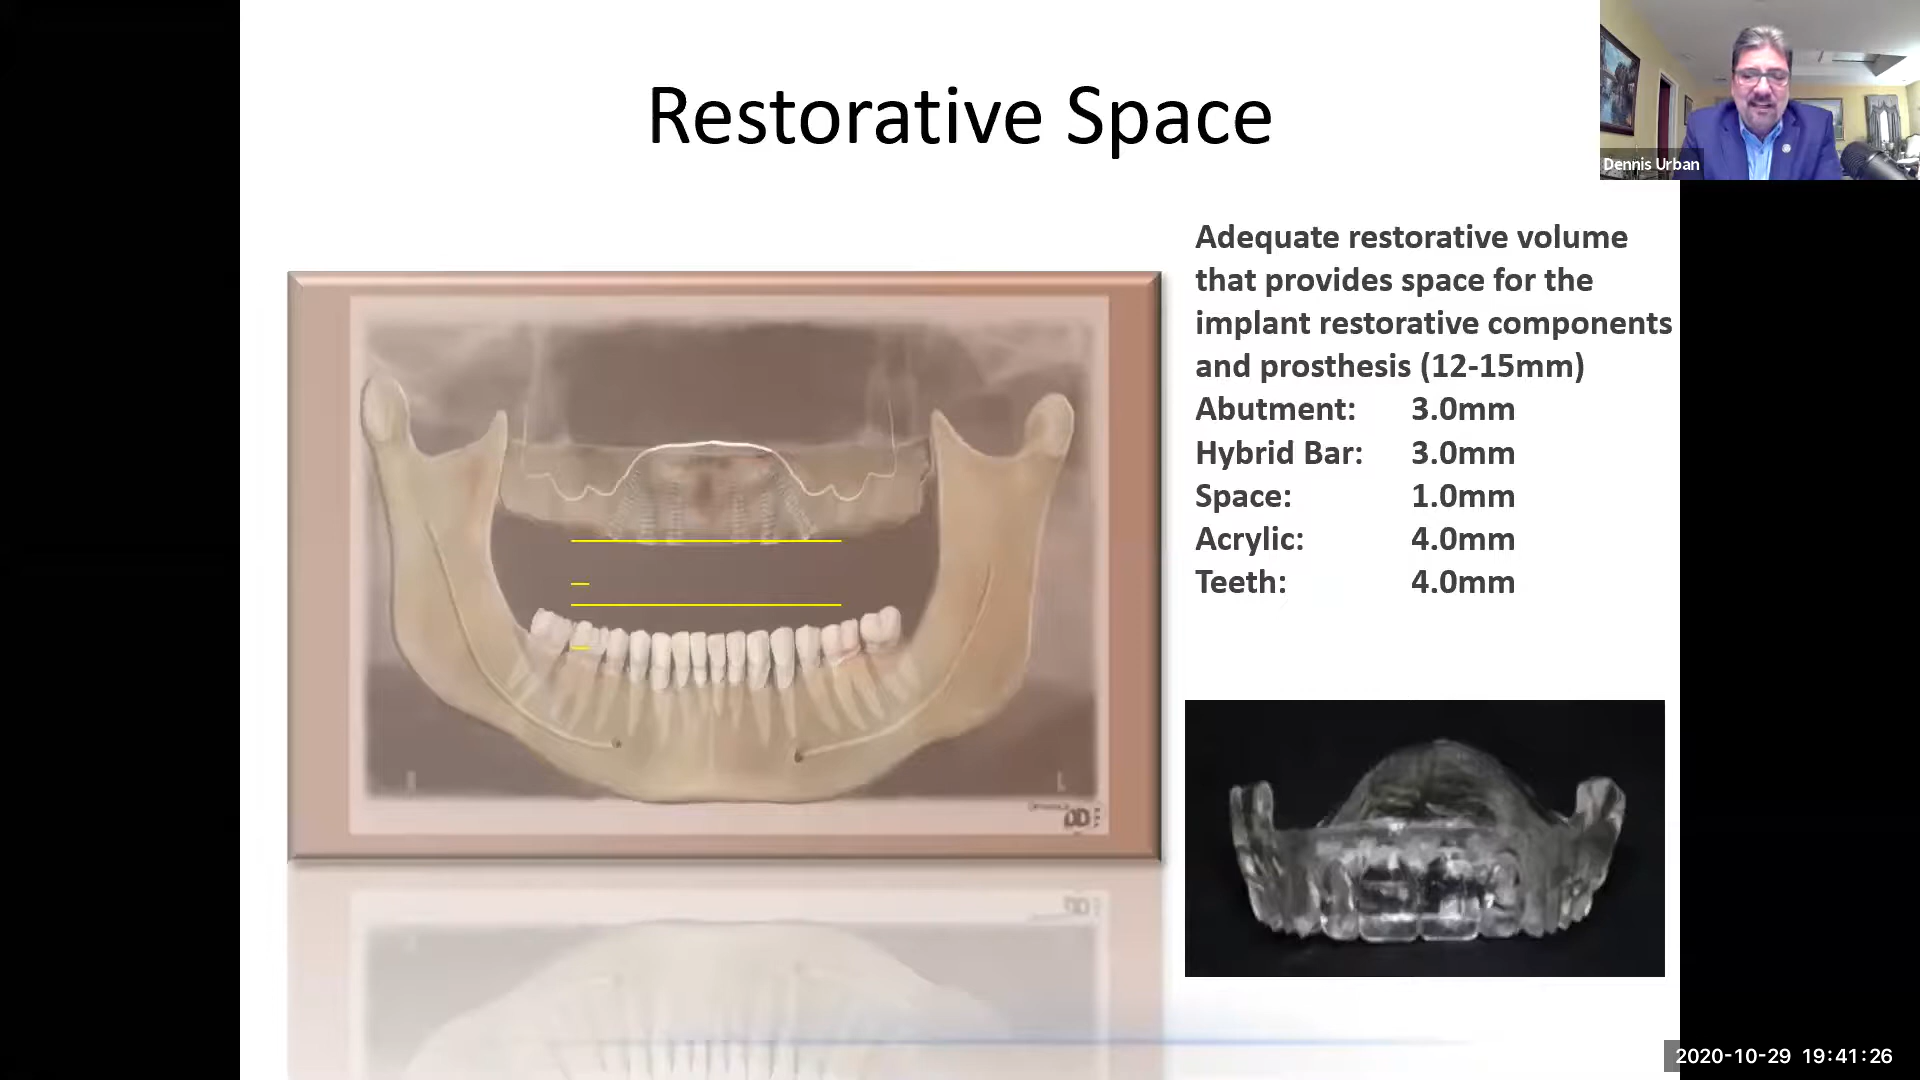 Restorative Space
Dennis Urban
Adequate restorative volume
that provides space for the
implant restorative components
and prosthesis (12-15mm)
Abutment: 3.0mm
Hybrid Bar: 3.0mm
Space: 1.0mm
Acrylic: 4.0mm
Teeth: 4.0mm
L
2020-10-29 19:41:26